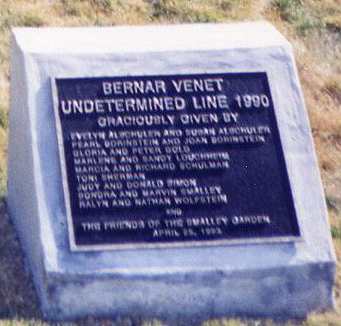 BERNAR VENET
UNDETERMINED LINE 1990
GRACIOUSLY GIVEN BY
EVELYN ALSCHULER AND SUSAN ALSCHULER
PEARL BORINSTEIN AND JOAN BORINSTEIN
GLORIA AND PETER GOLD
MARLENE AND SANDY LOUCHHEIM
MARCIA AND RICHARD SCHULMAN
TONI SHERMAN
JUDY AND DONALD SIMON
SONDRA AND MARVIN SMALLEY
RALYN AND NATHAN WOLFSTEIN
AND
THE FRIENDS OF THE SMALLEY GARDEN
APRIL 25, 1993